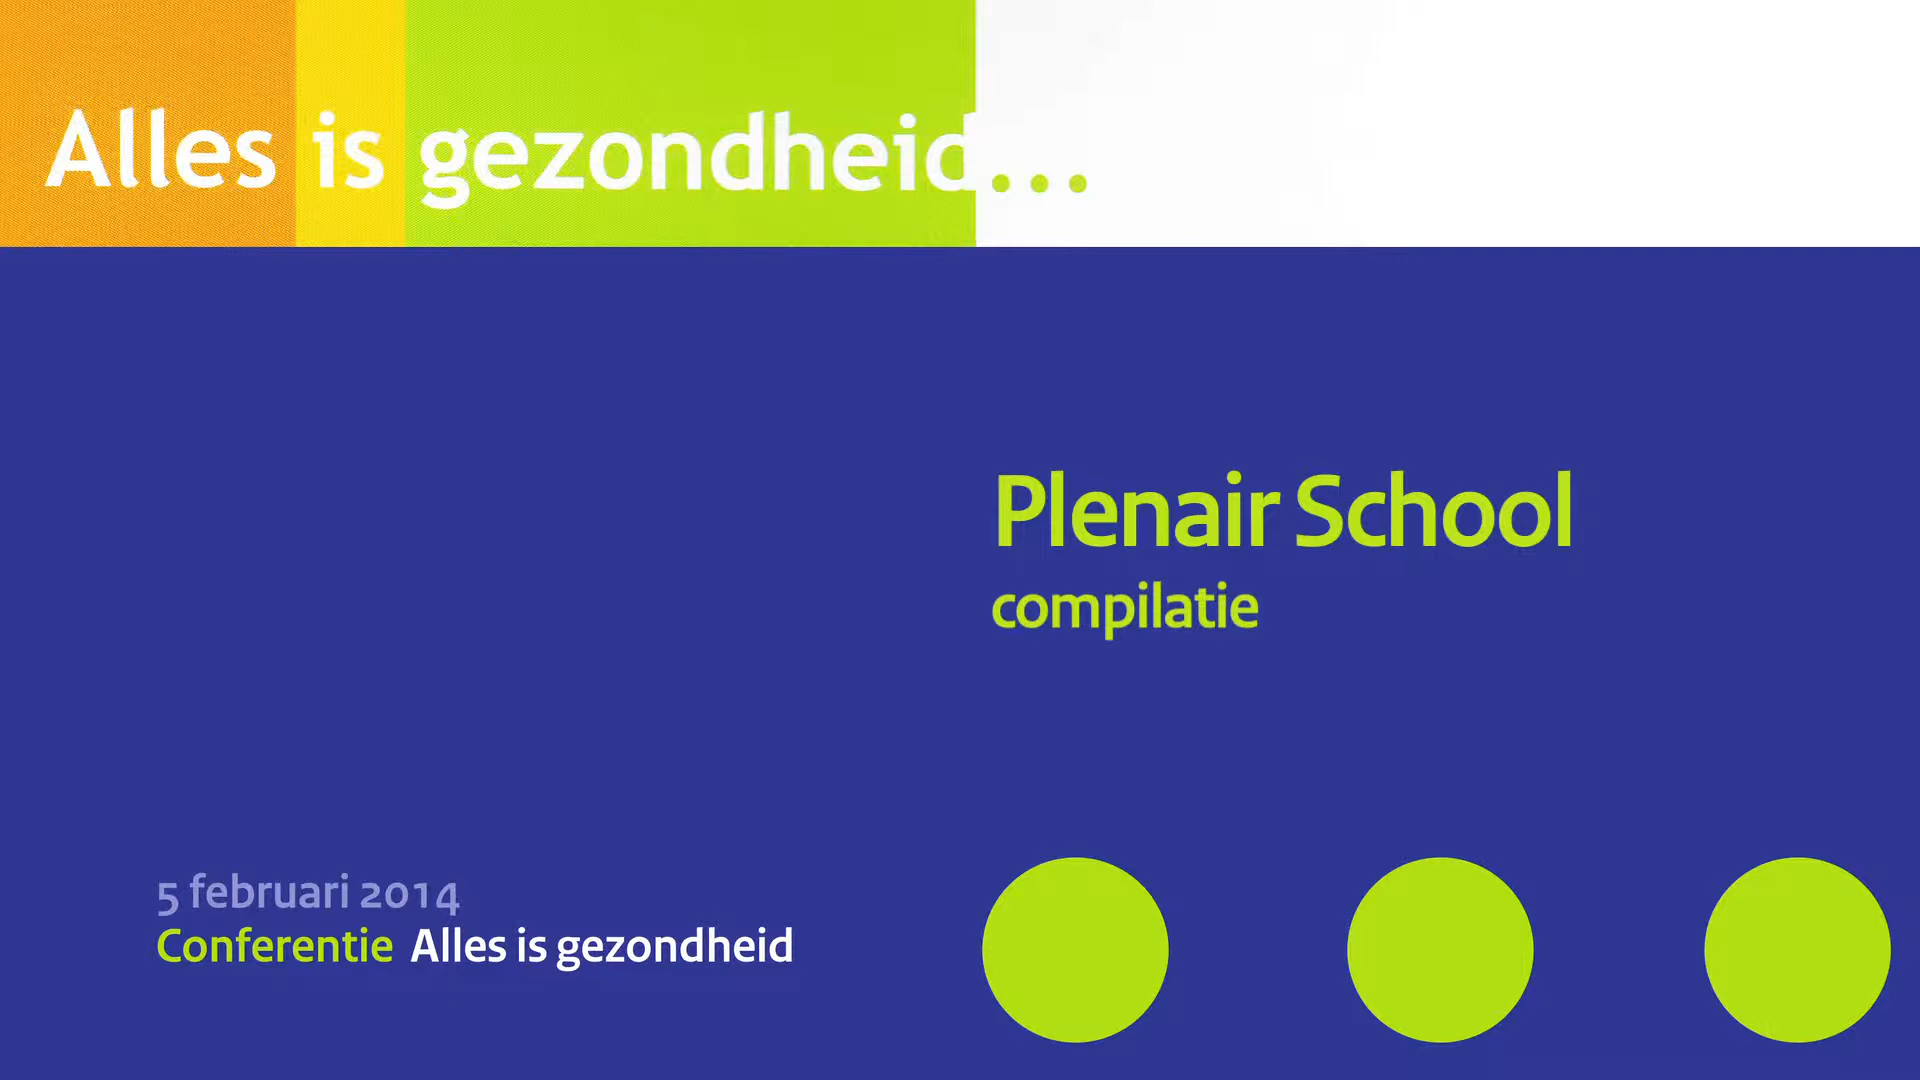 Alles is gezondheid...
Plenair School
compilatie
5 februari 2014
Conferentie Alles is gezondheid